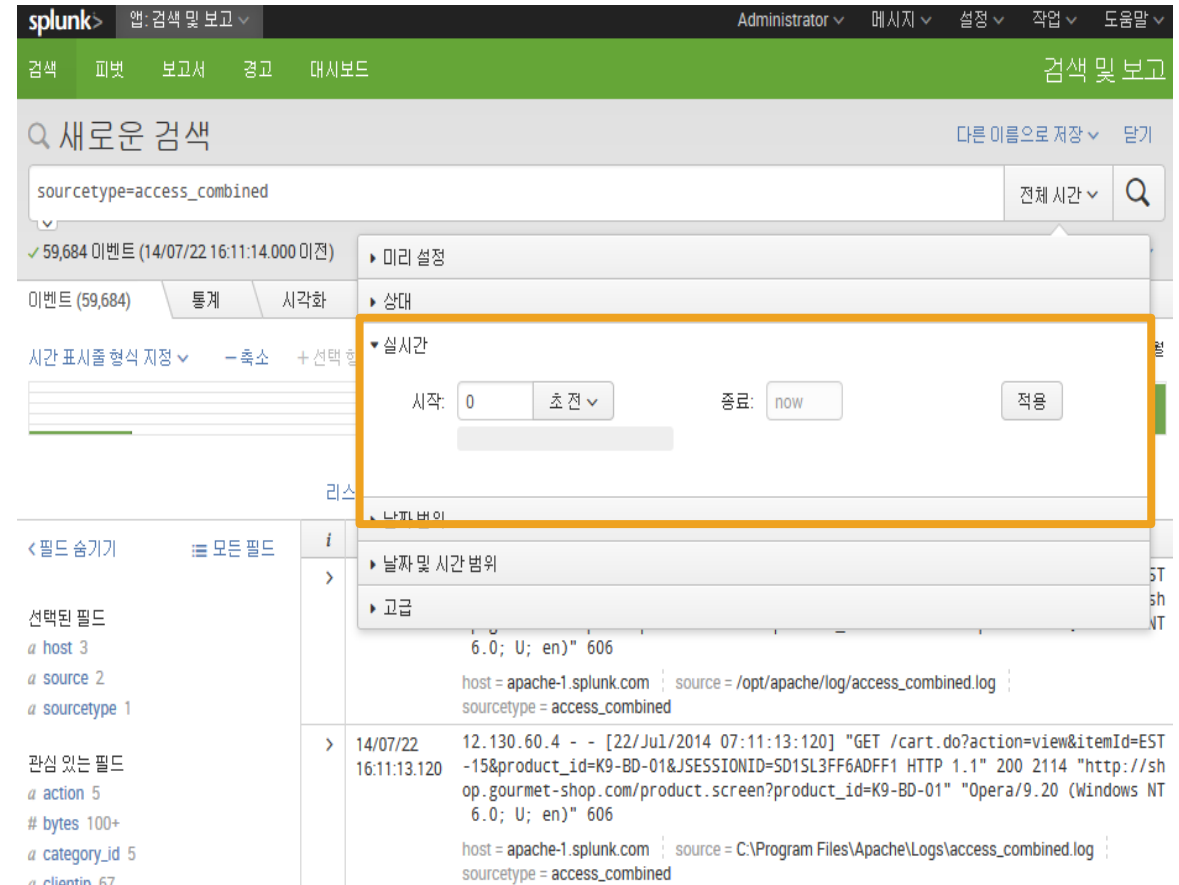 splunk> 앱: 검색 및 보고 Administrator 메시지 설정 작업 도움말
검색 피벗 보고서 경고 대시보드 검색 및 보고
새로운 검색 다른 이름으로 저장 닫기
sourcetype=access_combined 전체 시간
59,684 이벤트 (14/07/22 16:11:14.000 이전)
미리 설정
이벤트 (59,684) 통계 시각화
상대
실시간
시간 표시줄 형식 지정 축소 + 선택 월
시작: 0 초 전 종료: now 적용
리스
날짜 범위
<필드 숨기기 모든 필드 i
날짜 및 시간 범위
고급
ST
sh
NT
6.0; U; en)" 606
host = apache-1.splunk.com source = /opt/apache/log/access_combined.log
sourcetype = access_combined
선택된 필드
a host 3
a source 2
a sourcetype 1
관심 있는 필드
a action 5
# bytes 100+
a category_id 5
a clientip 67
> 14/07/22
16:11:13.120
12.130.60.4 - - [22/Jul/2014 07:11:13:120] "GET /cart.do?action=view&itemId=EST
-15&product_id=K9-BD-01&JSESSIONID=SD1SL3FF6ADFF1 HTTP 1.1" 200 2114 "http://sh
op.gourmet-shop.com/product.screen?product_id=K9-BD-01" "Opera/9.20 (Windows NT
6.0; U; en)" 606
host = apache-1.splunk.com source = C:\Program Files\Apache\Logs\access_combined.log
sourcetype = access_combined